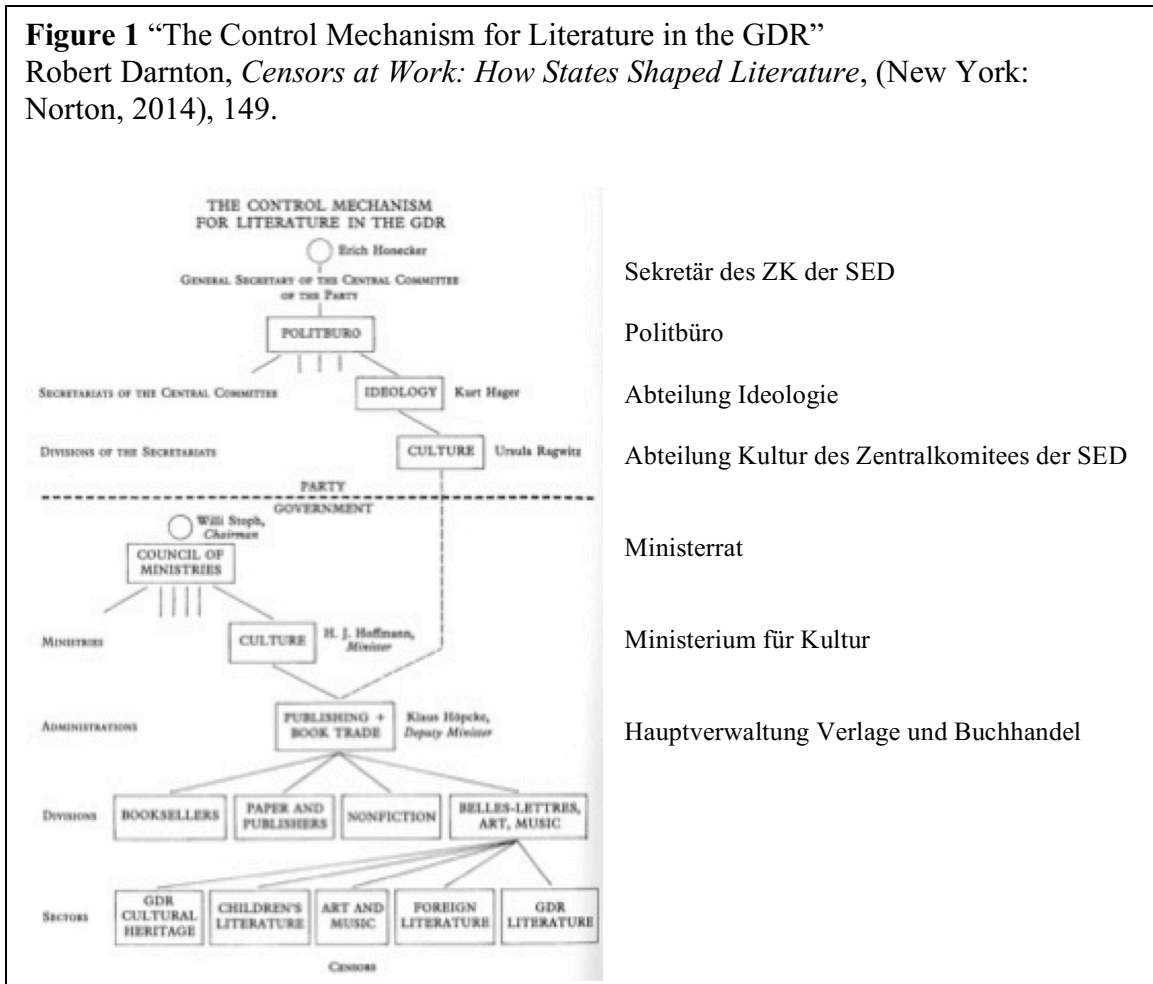 Figure 1 “The Control Mechanism for Literature in the GDR”
Robert Darnton, Censors at Work: How States Shaped Literature, (New York:
Norton, 2014), 149.
THE CONTROL MECHANISM
FOR LITERATURE IN THE GDR
Erich Honecker
GENERAL SECRETARY OF THE CENTRAL COMMITTEE
OF THE PARTY
Sekretär des ZK der SED
POLITBURO
Politbüro
SECRETARIATS OF THE CENTRAL COMMITTEE
IDEOLOGY
Kurt Hager
Abteilung Ideologie
DIVISIONS OF THE SECRETARIATS
CULTURE
Ursula Ragwitz
Abteilung Kultur des Zentralkomitees der SED
PARTY
GOVERNMENT
Willi Stoph,
Chairman
COUNCIL OF
MINISTRIES
Ministerrat
MINISTRIES
CULTURE
H. J. Hoffmann,
Minister
Ministerium für Kultur
ADMINISTRATIONS
PUBLISHING +
BOOK TRADE
Klaus Höpcke,
Deputy Minister
Hauptverwaltung Verlage und Buchhandel
DIVISIONS
BOOKSELLERS
PAPER AND
PUBLISHERS
NONFICTION
BELLES-LETTRES,
ART, MUSIC
SECTORS
GDR
CULTURAL
HERITAGE
CHILDREN'S
LITERATURE
ART AND
MUSIC
FOREIGN
LITERATURE
GDR
LITERATURE
CENSORS